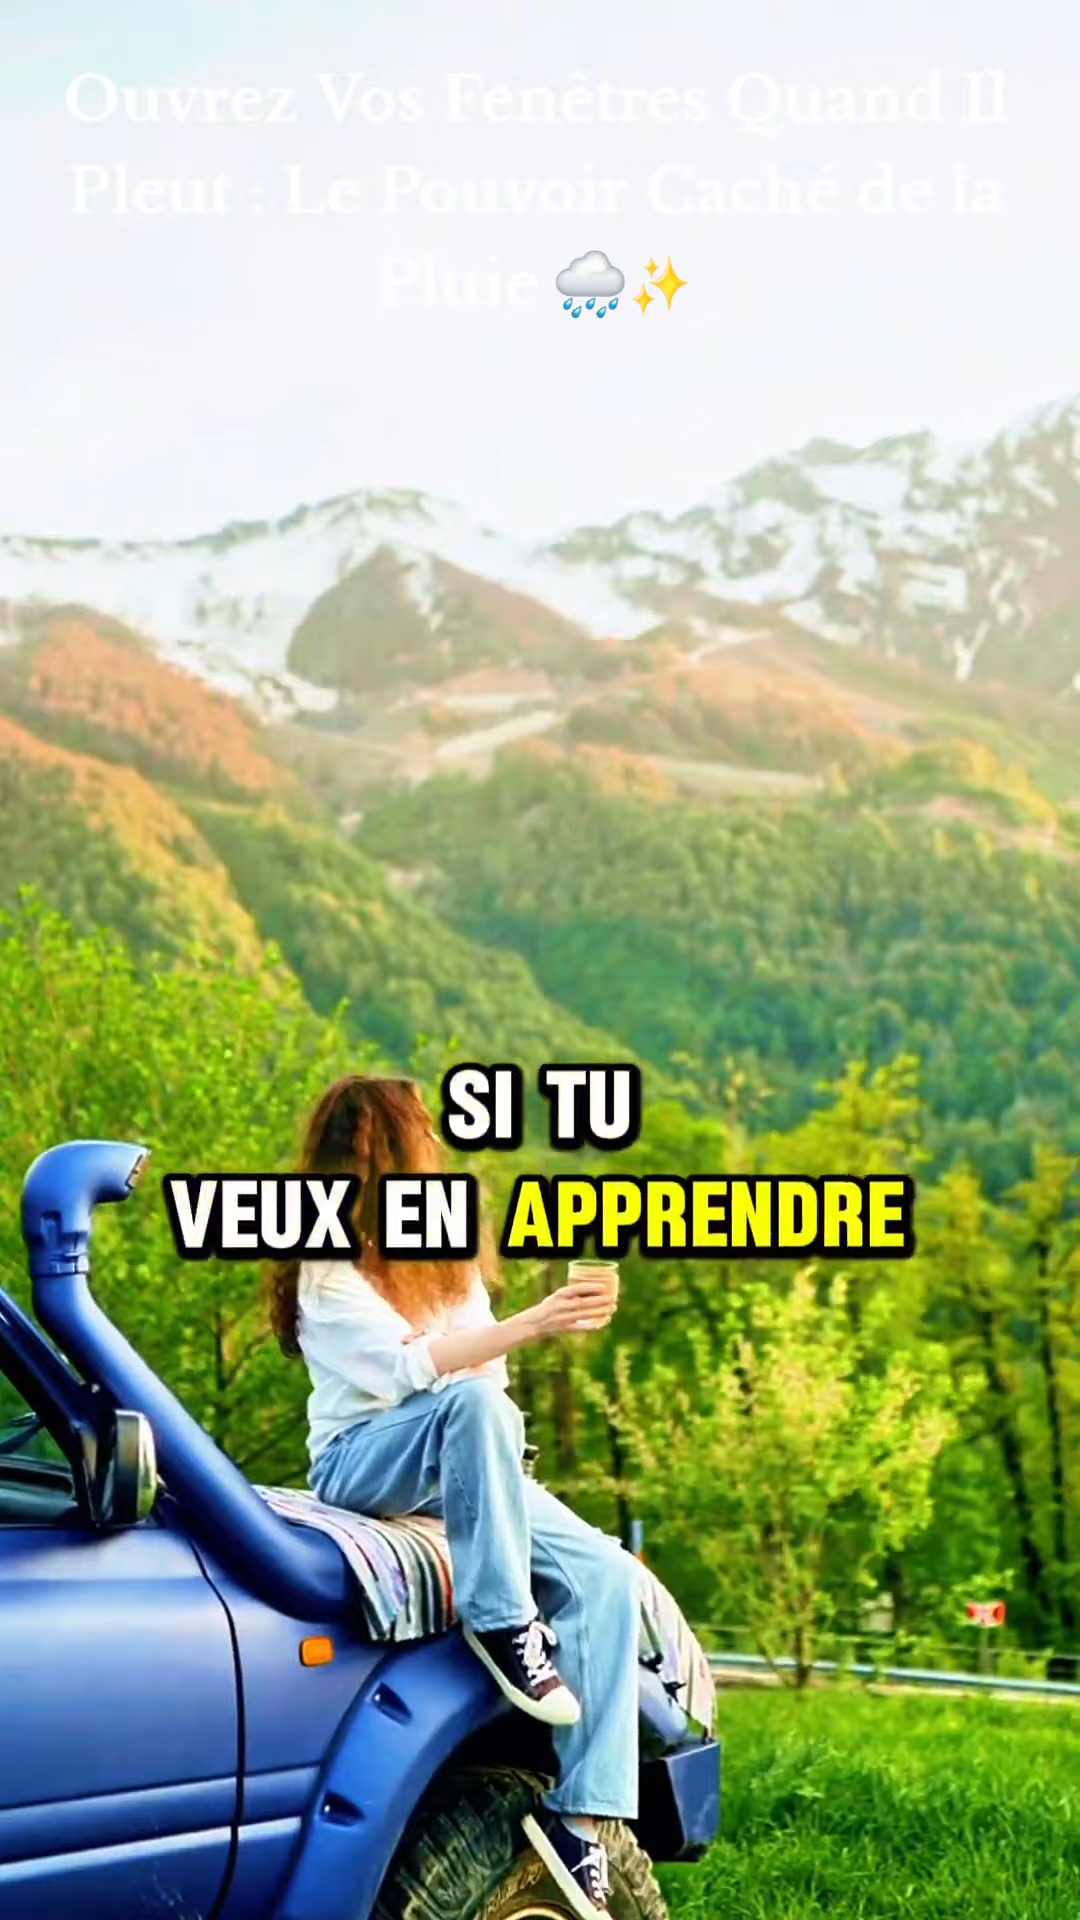 Ouvrez Vos Fenêtres Quand Il
Pleut : Le Pouvoir Caché de la
Pluie 🌧️✨
SI TU
VEUX EN APPRENDRE